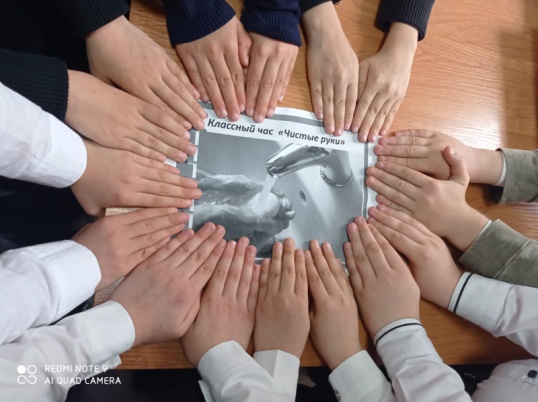 Классный час «Чистые руки»
REDMI NOTE 9
AI QUAD CAMERA